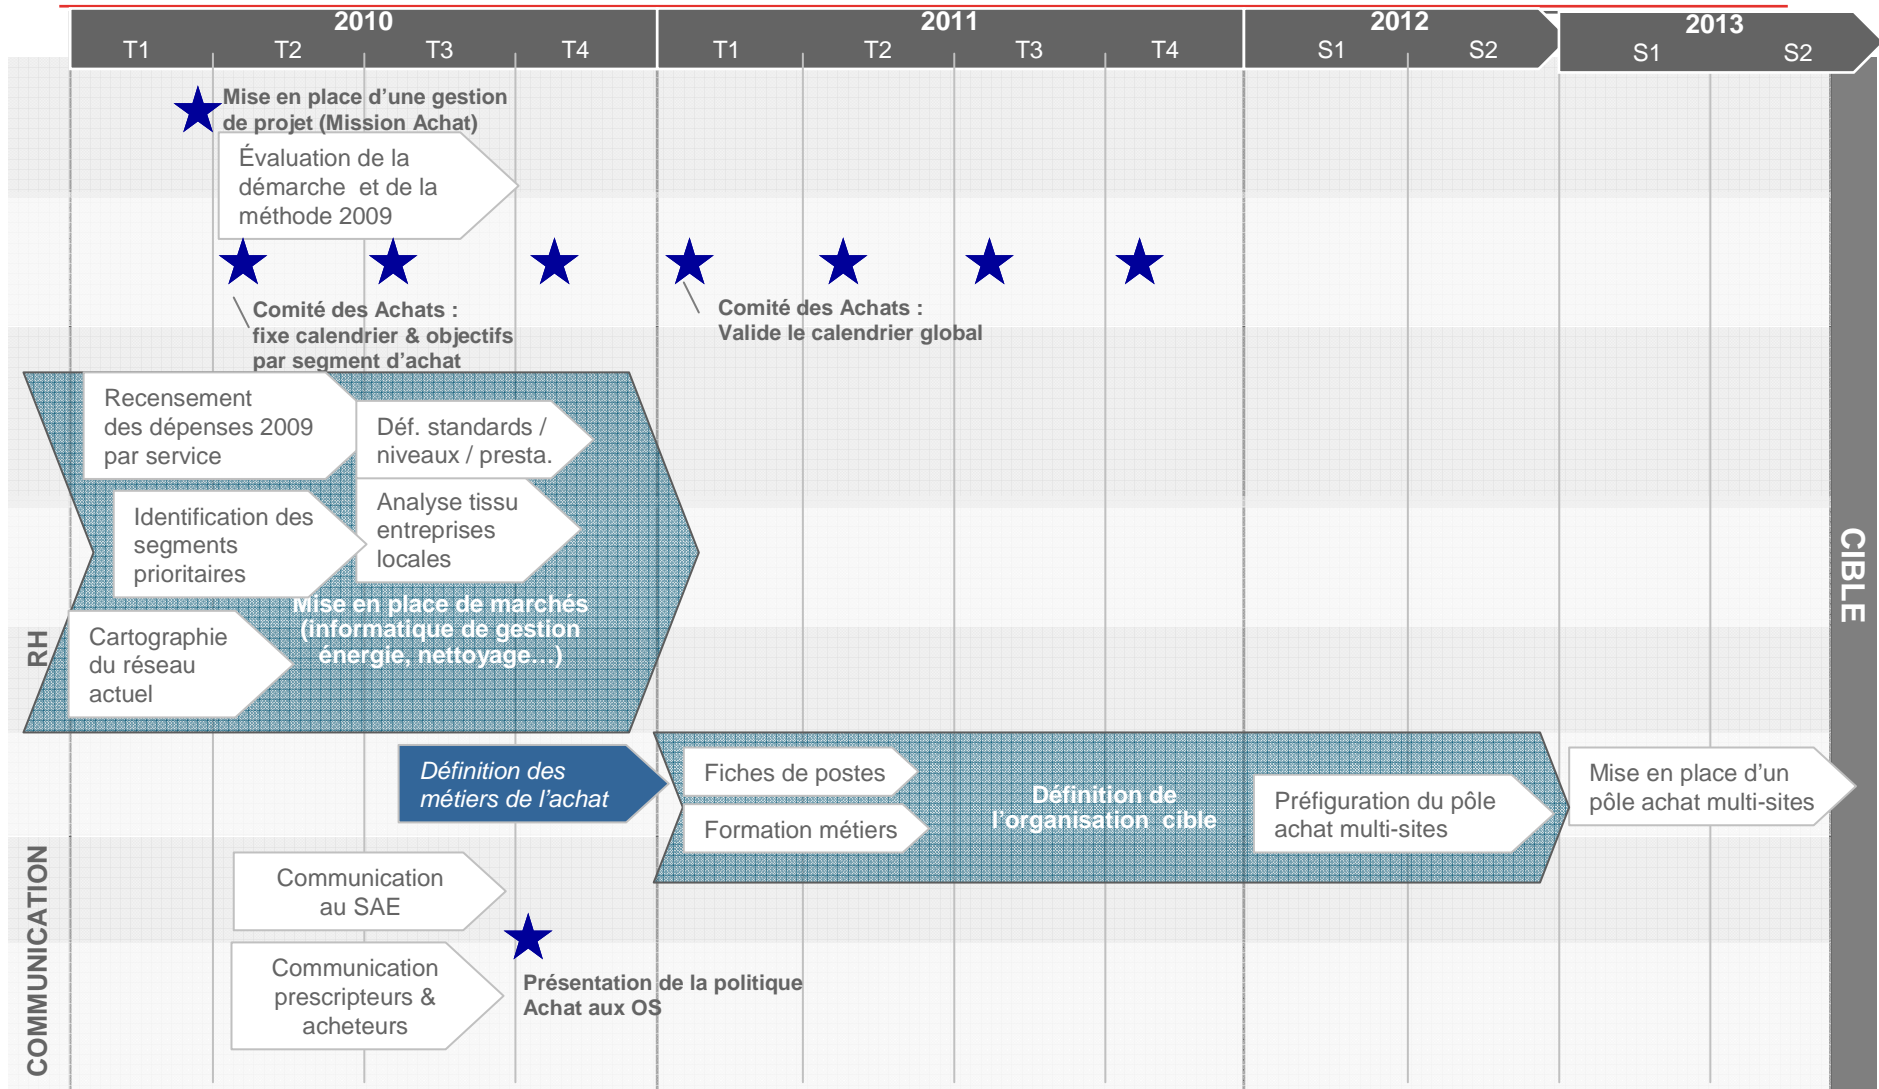 2010
2011
2012
2013
T1
T2
T3
T4
T1
T2
T3
T4
S1
S2
S1
S2
Mise en place d’une gestion
de projet (Mission Achat)
Évaluation de la
démarche et de la
méthode 2009
Comité des Achats :
fixe calendrier & objectifs
par segment d’achat
Comité des Achats :
Valide le calendrier global
Recensement
des dépenses 2009
par service
Déf. standards /
niveaux / presta.
Identification des
segments
prioritaires
Analyse tissu
entreprises
locales
Mise en place de marchés
(informatique de gestion
énergie, nettoyage…)
Cartographie
du réseau
actuel
RH
CIBLE
Définition des
métiers de l’achat
Fiches de postes
Formation métiers
Définition de
l’organisation cible
Préfiguration du pôle
achat multi-sites
Mise en place d’un
pôle achat multi-sites
COMMUNICATION
Communication
au SAE
Communication
prescripteurs &
acheteurs
Présentation de la politique
Achat aux OS